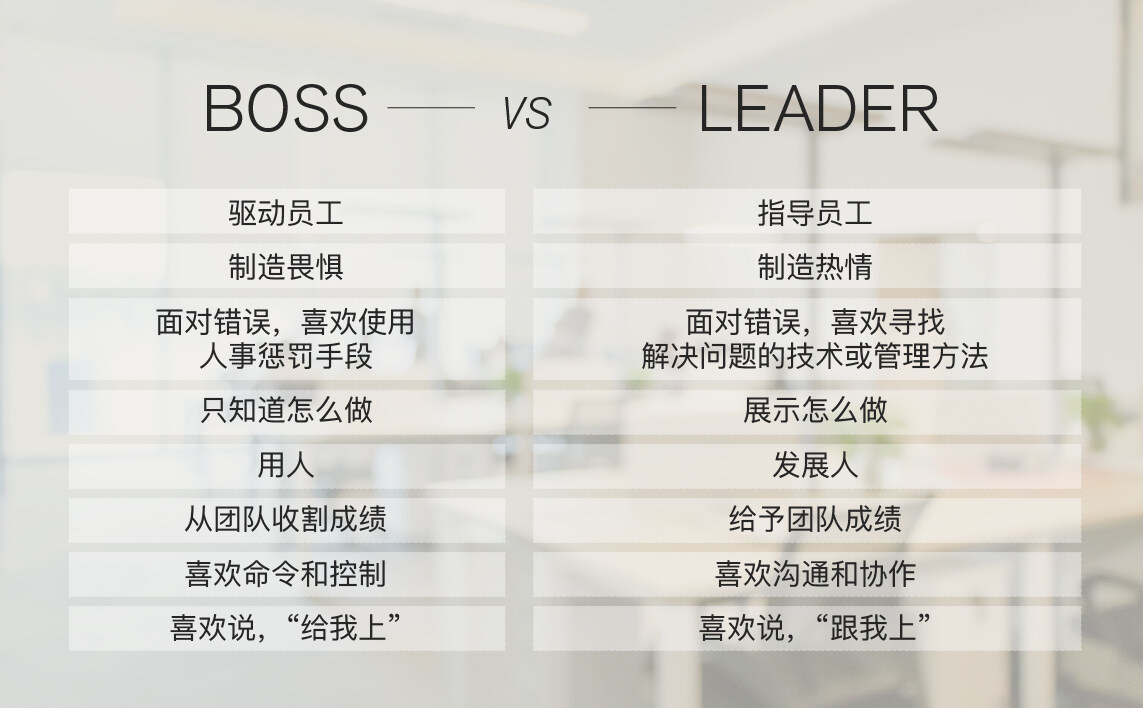 BOSS VS LEADER
驱动员工 指导员工
制造畏惧 制造热情
面对错误，喜欢使用 面对错误，喜欢寻找
人事惩罚手段 解决问题的技术或管理方法
只知道怎么做 展示怎么做
用人 发展人
从团队收割成绩 给予团队成绩
喜欢命令和控制 喜欢沟通和协作
喜欢说，“给我上” 喜欢说，“跟我上”